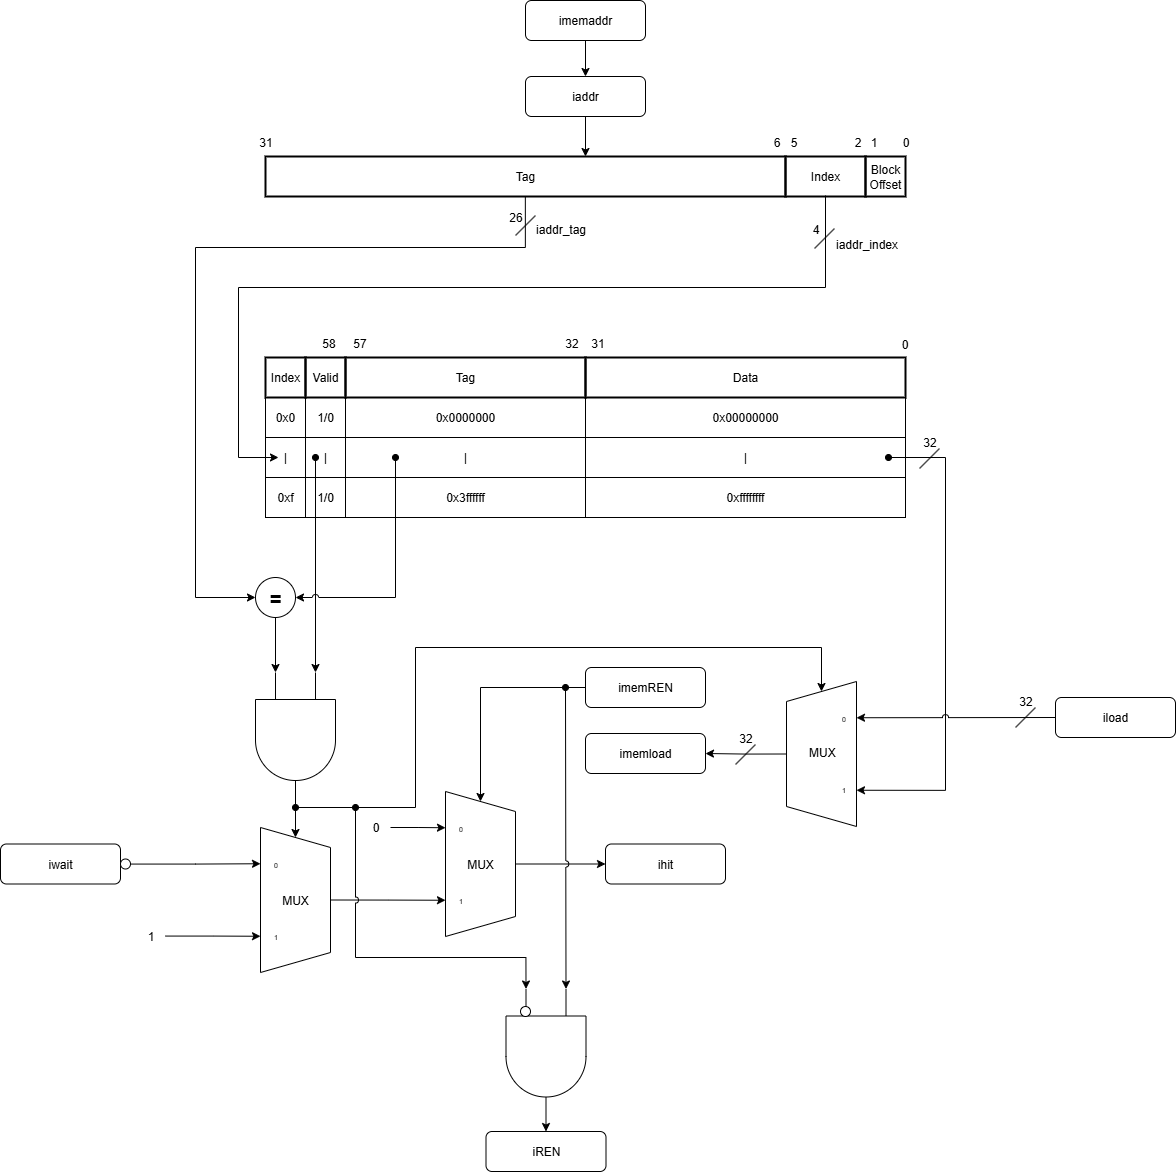 imemaddr
iaddr
31 6 5 2 1 0
Tag Index Block
Offset
26 iaddr_tag
4 iaddr_index
58 57 32 31 0
Index Valid Tag Data
0x0 1/0 0x0000000 0x00000000
| | | |
32
0xf 1/0 0x3ffffff 0xffffffff
=
imemREN
32 iload
0
imemload 32 MUX
1
0 0
iwait 0 MUX ihit
MUX
1
1 1
iREN